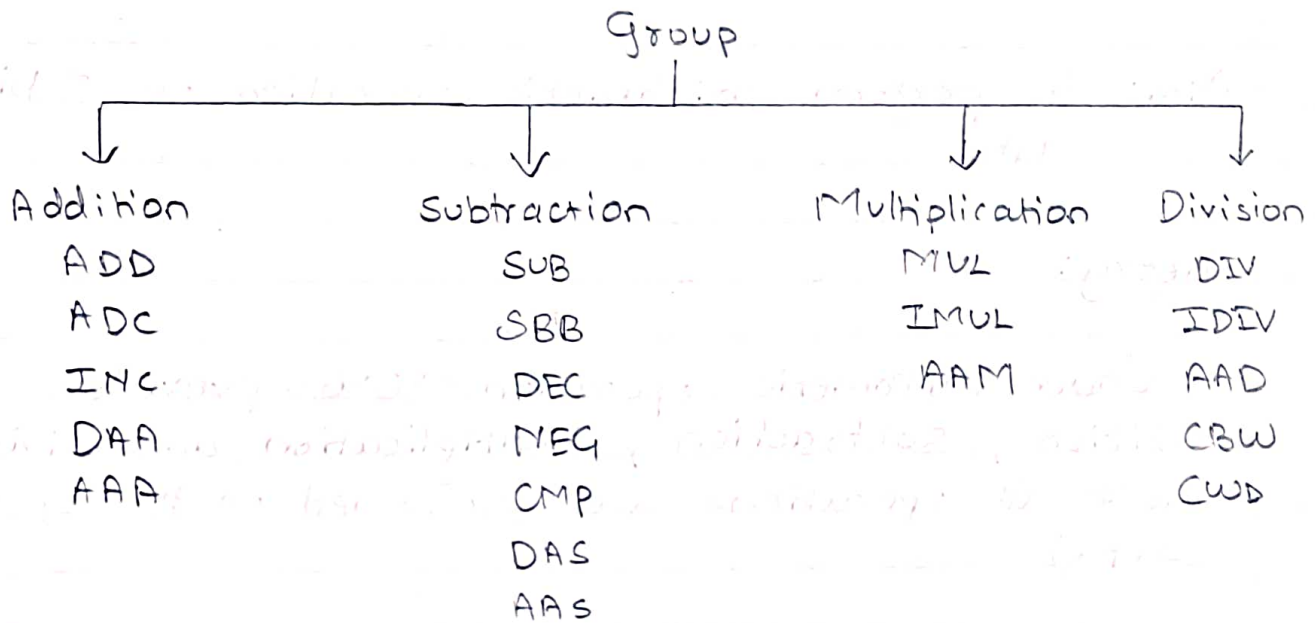 Group
Addition Subtraction Multiplication Division
ADD SUB MUL DIV
ADC SBB IMUL IDIV
INC DEC AAM AAD
DAA NEG CBW
AAA CMP CWD
DAS
AAS